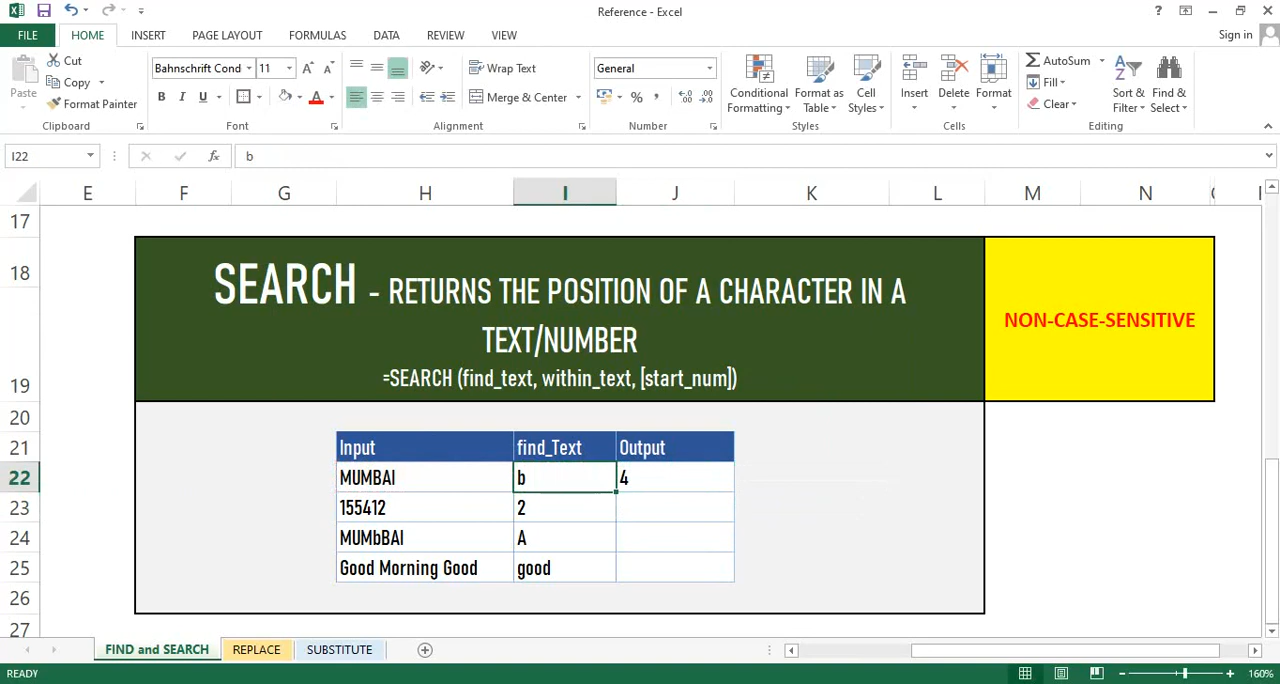 Reference - Excel
?
Sign in
FILE HOME INSERT PAGE LAYOUT FORMULAS DATA REVIEW VIEW
Paste
Cut
Copy
Format Painter
Clipboard
Bahnschrift Cond 11
B I U
Font
Wrap Text
Merge & Center
Alignment
General
%
Number
Conditional Formatting
Format as Table
Cell Styles
Styles
Insert
Delete
Format
Cells
AutoSum
Fill
Clear
Sort & Filter
Find & Select
Editing
I22
fx
b
E F G H I J K L M N
17
18
19
20
21
22
23
24
25
26
27
SEARCH - RETURNS THE POSITION OF A CHARACTER IN A
TEXT/NUMBER
=SEARCH (find_text, within_text, [start_num])
NON-CASE-SENSITIVE
Input find_Text Output
MUMBAI b 4
155412 2
MUMbBAI A
Good Morning Good good
FIND and SEARCH REPLACE SUBSTITUTE
READY
160%